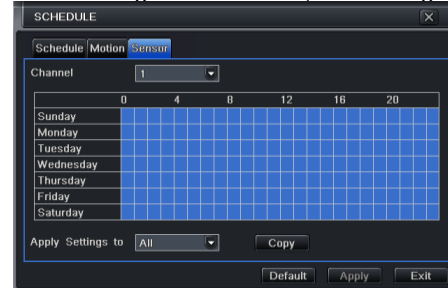 SCHEDULE
Schedule Motion Sensor
Channel 1
0 4 8 12 16 20
Sunday
Monday
Tuesday
Wednesday
Thursday
Friday
Saturday
Apply Settings to All Copy
Default Apply Exit